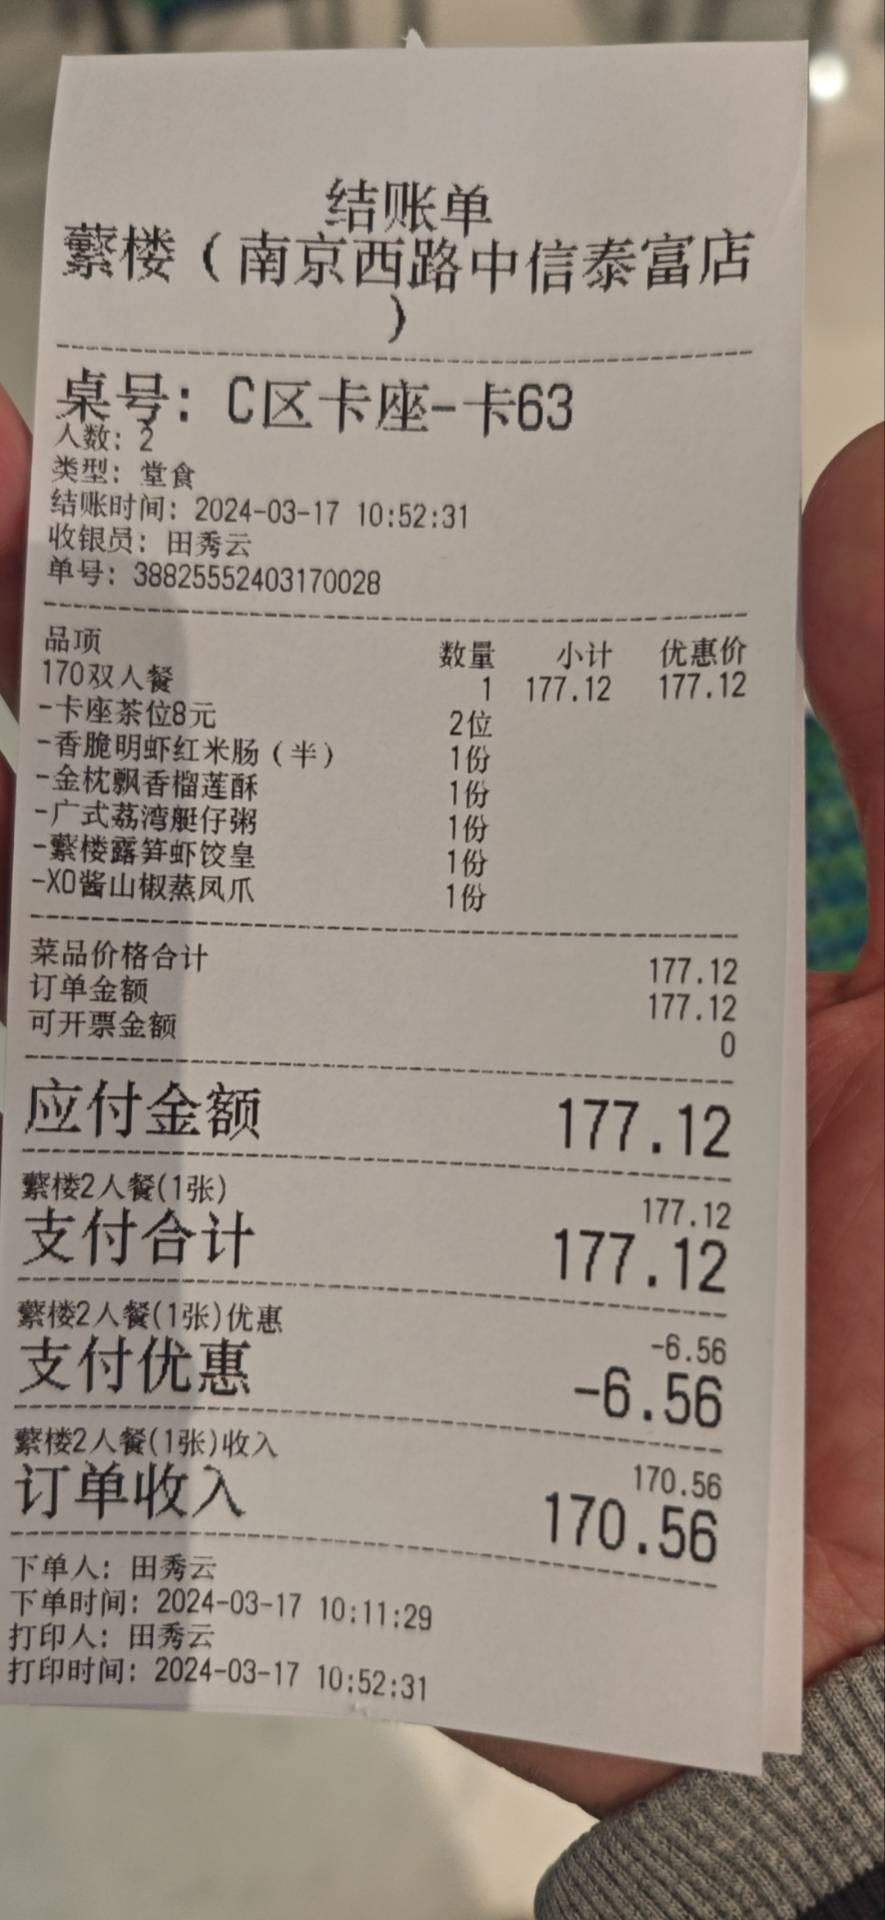 结账单
蘩楼（南京西路中信泰富店
）
桌号：C区卡座-卡63
人数：2
类型：堂食
结账时间：2024-03-17 10:52:31
收银员：田秀云
单号：38825552403170028
品项 数量 小计 优惠价
170双人餐 1 177.12 177.12
-卡座茶位8元 2位
-香脆明虾红米肠（半） 1份
-金枕飘香榴莲酥 1份
-广式荔湾艇仔粥 1份
-蘩楼露笋虾饺皇 1份
-XO酱山椒蒸凤爪 1份
菜品价格合计 177.12
订单金额 177.12
可开票金额 0
应付金额 177.12
蘩楼2人餐(1张) 177.12
支付合计 177.12
蘩楼2人餐(1张)优惠 -6.56
支付优惠 -6.56
蘩楼2人餐(1张)收入 170.56
订单收入 170.56
下单人：田秀云
下单时间：2024-03-17 10:11:29
打印人：田秀云
打印时间：2024-03-17 10:52:31